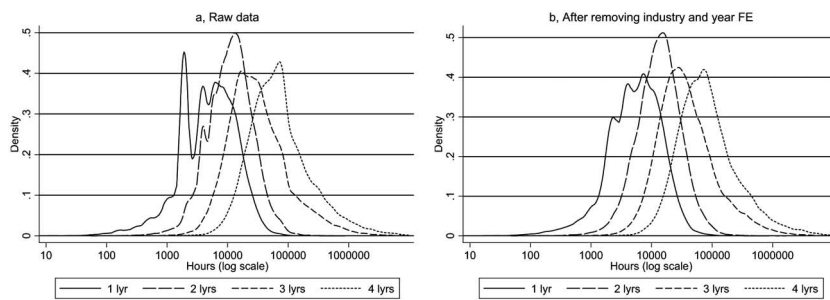 a, Raw data
Density
0 .1 .2 .3 .4 .5
10 100 1000 10000 100000 1000000
Hours (log scale)
1 lyr 2 lyrs 3 lyrs 4 lyrs
b, After removing industry and year FE
Density
0 .1 .2 .3 .4 .5
10 100 1000 10000 100000 1000000
Hours (log scale)
1 lyr 2 lyrs 3 lyrs 4 lyrs